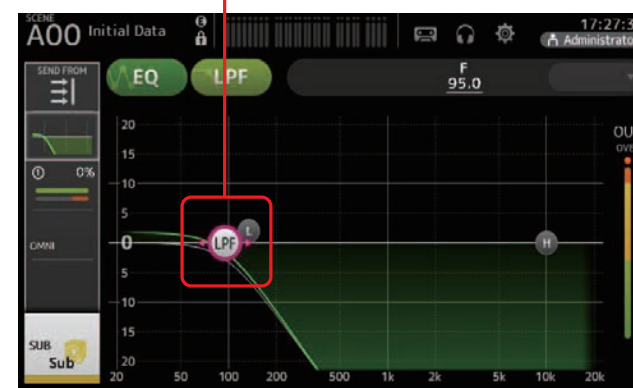 SCENE
A00 Initial Data
17:27:3
Administrato
SEND FROM
EQ
LPF
F
95.0
20
15
10
5
0
5
10
15
20
20 50 100 200 500 1k 2k 5k 10k 20k
LPF
L
H
OU
OVE
0%
OMNI
SUB
Sub